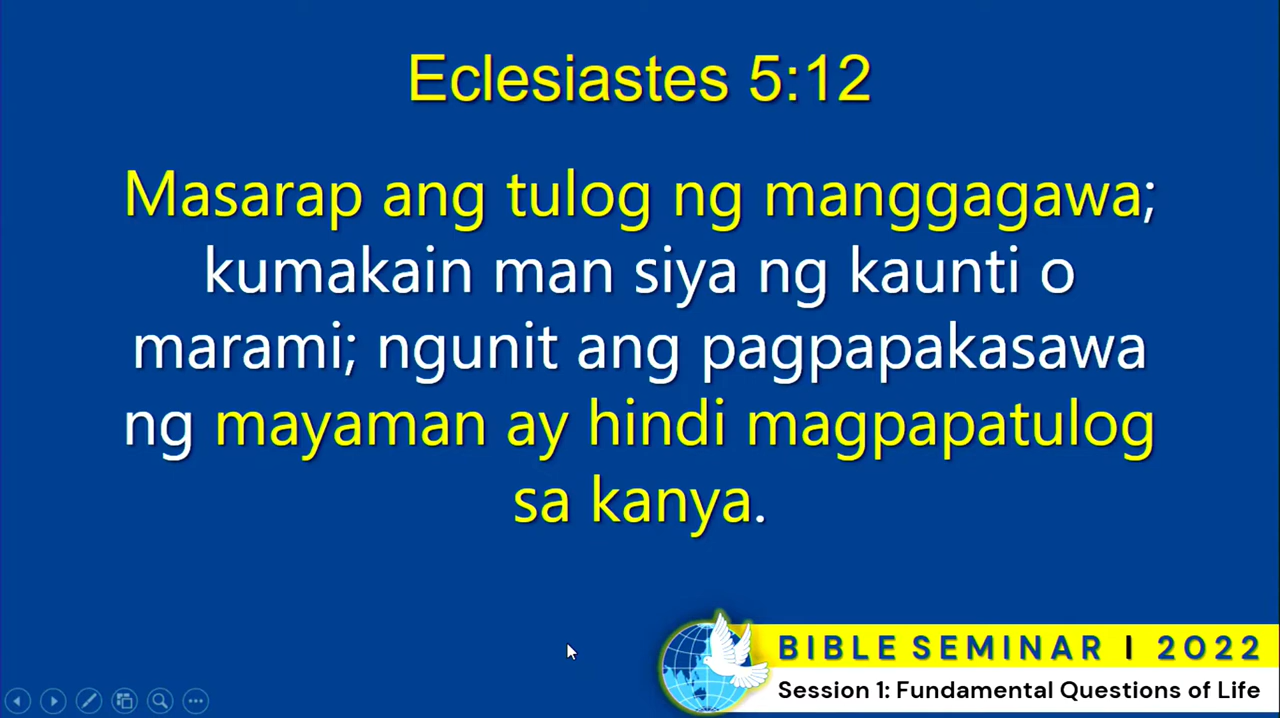 Eclesiastes 5:12
Masarap ang tulog ng manggagawa;
kumakain man siya ng kaunti o
marami; ngunit ang pagpapakasawa
ng mayaman ay hindi magpapatulog
sa kanya.
BIBLE SEMINAR | 2022
Session 1: Fundamental Questions of Life